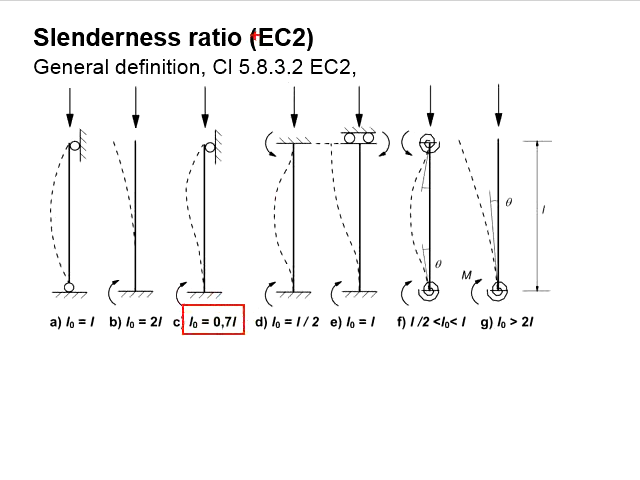 Slenderness ratio (EC2)
General definition, Cl 5.8.3.2 EC2,
θ
l
θ
M
a) l₀ = l b) l₀ = 2l c) l₀ = 0,7l d) l₀ = l / 2 e) l₀ = l f) l /2 <l₀< l g) l₀ > 2l